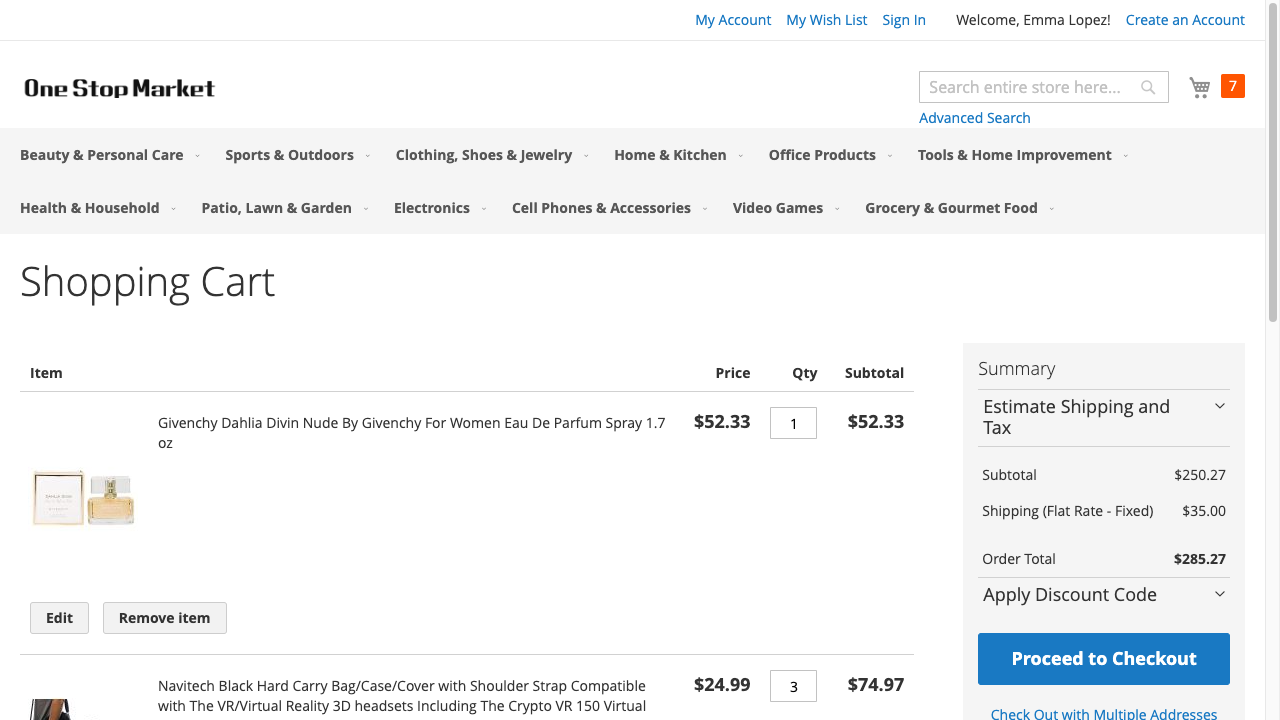 My Account My Wish List Sign In Welcome, Emma Lopez! Create an Account
One Stop Market
Search entire store here...
7
Advanced Search
Beauty & Personal Care Sports & Outdoors Clothing, Shoes & Jewelry Home & Kitchen Office Products Tools & Home Improvement
Health & Household Patio, Lawn & Garden Electronics Cell Phones & Accessories Video Games Grocery & Gourmet Food
Shopping Cart
Item Price Qty Subtotal
Givenchy Dahlia Divin Nude By Givenchy For Women Eau De Parfum Spray 1.7
oz
$52.33 1 $52.33
Edit Remove item
Navitech Black Hard Carry Bag/Case/Cover with Shoulder Strap Compatible
with The VR/Virtual Reality 3D headsets Including The Crypto VR 150 Virtual
$24.99 3 $74.97
Summary
Estimate Shipping and
Tax
Subtotal $250.27
Shipping (Flat Rate - Fixed) $35.00
Order Total $285.27
Apply Discount Code
Proceed to Checkout
Check Out with Multiple Addresses